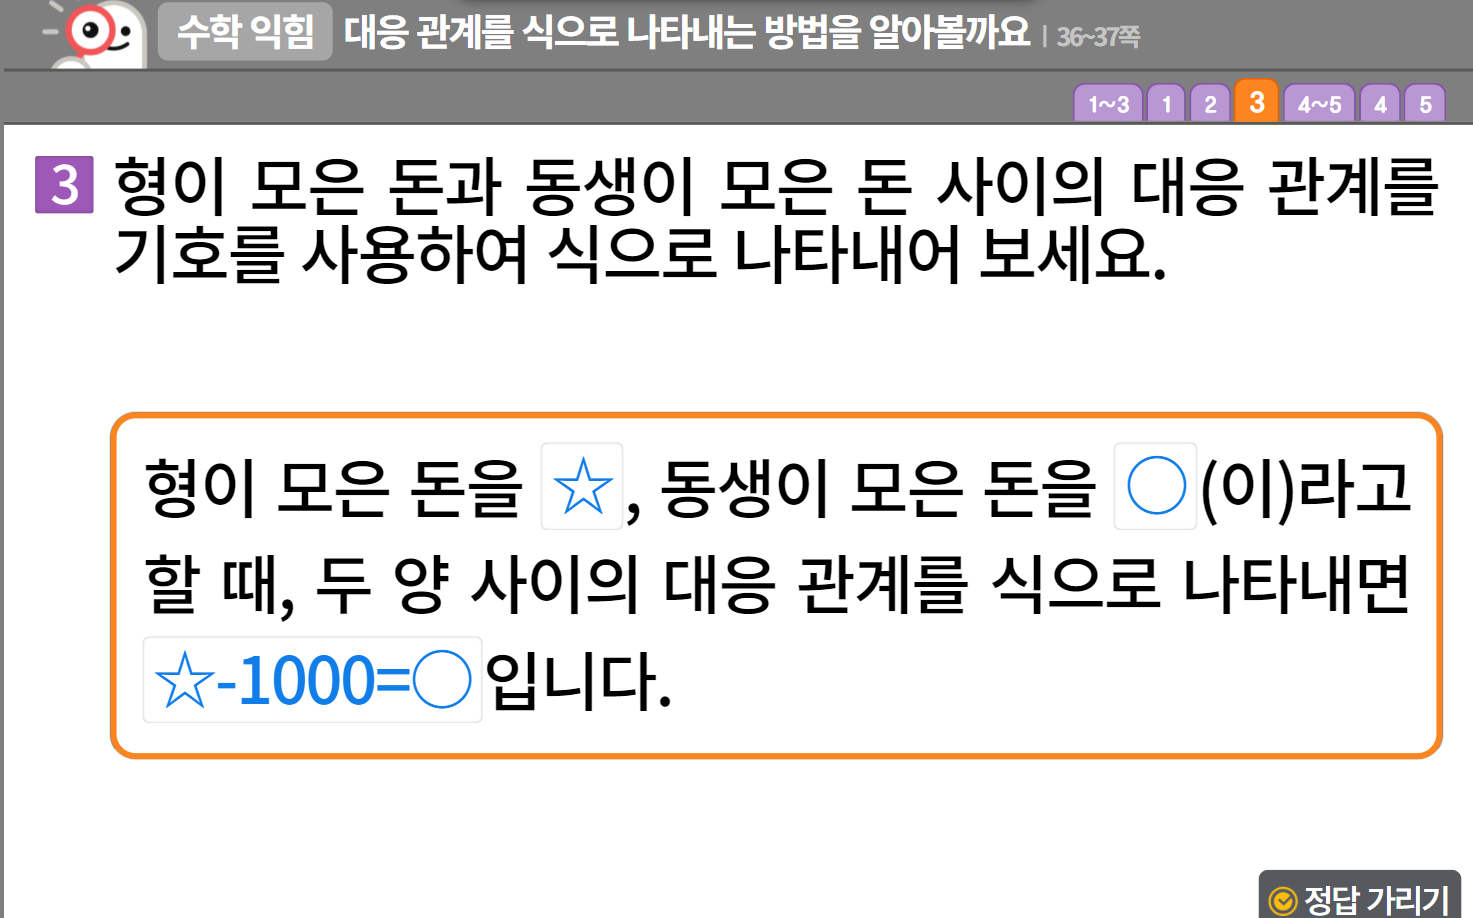 수학 익힘 대응 관계를 식으로 나타내는 방법을 알아볼까요 | 36~37쪽
1~3 1 2 3 4~5 4 5
3 형이 모은 돈과 동생이 모은 돈 사이의 대응 관계를
기호를 사용하여 식으로 나타내어 보세요.
형이 모은 돈을 ☆, 동생이 모은 돈을 ○(이)라고
할 때, 두 양 사이의 대응 관계를 식으로 나타내면
☆-1000=○입니다.
정답 가리기